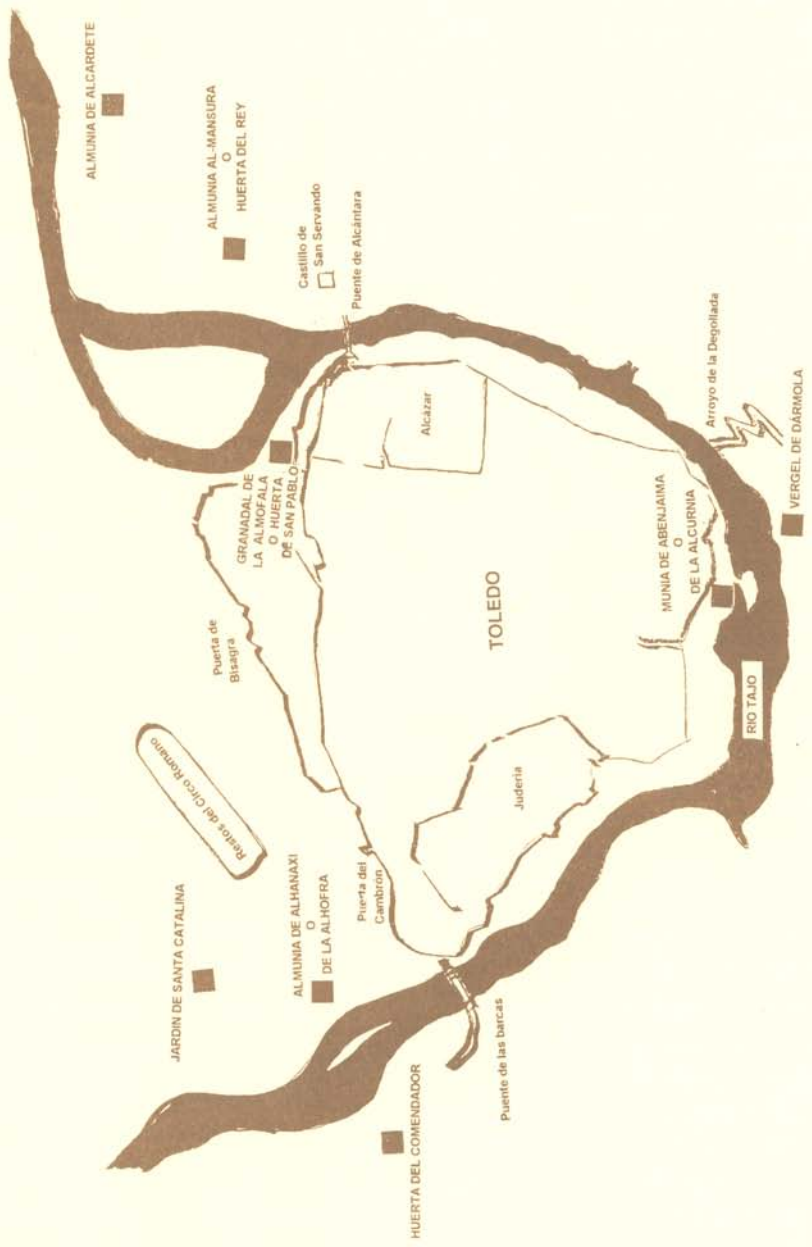 ALMUNIA DE ALCARDETE
ALMUNIA AL-MANSURA
O
HUERTA DEL REY
Castillo de
San Servando
Puente de Alcántara
GRANADAL DE
LA ALMOFALA
O HUERTA
DE SAN PABLO
Alcázar
Puerta de
Bisagra
Restos del Circo Romano
TOLEDO
Arroyo de la Degollada
VERGEL DE DÁRMOLA
MUNIA DE ABENJAIMA
O
DE LA ALCURNIA
RIO TAJO
Juderia
Puerta del
Cambrón
JARDIN DE SANTA CATALINA
ALMUNIA DE ALHANAXI
O
DE LA ALHOFRA
Puente de las barcas
HUERTA DEL COMENDADOR